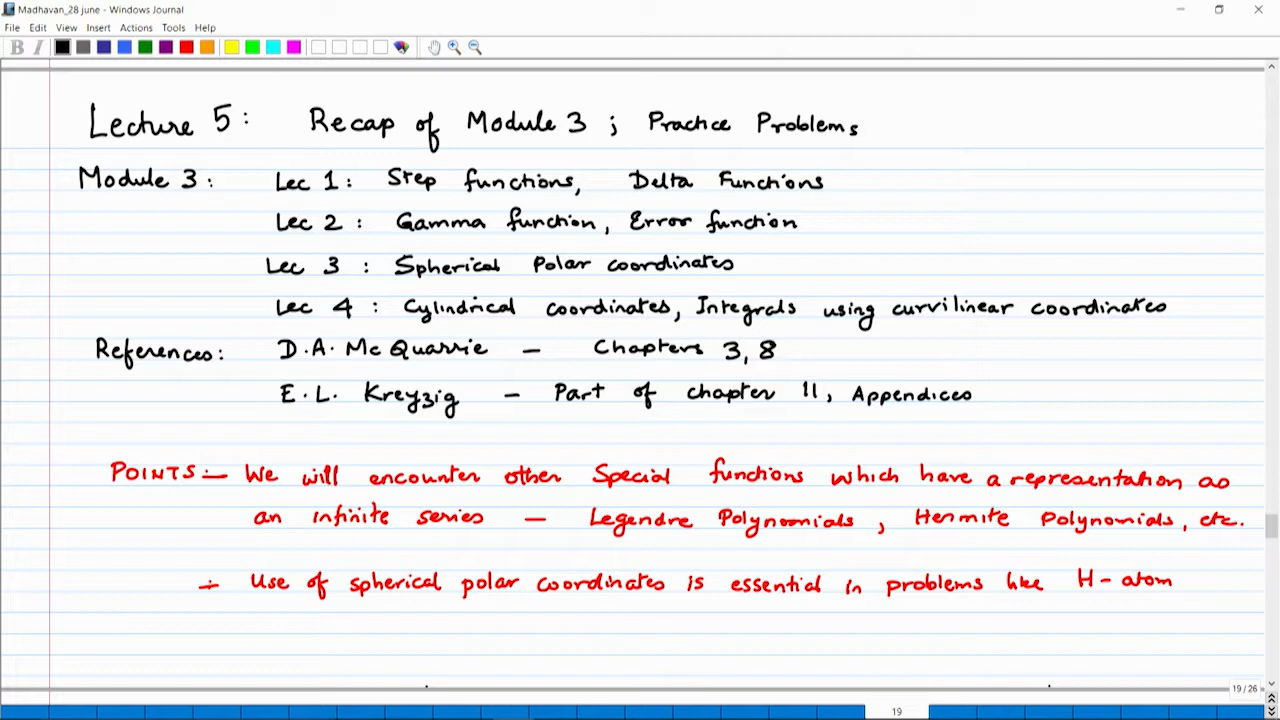 Madhavan_28 june - Windows Journal
File Edit View Insert Actions Tools Help
B I
Lecture 5: Recap of Module 3 ; Practice Problems
Module 3: Lec 1: Step functions, Delta Functions
Lec 2: Gamma function, Error function
Lec 3: Spherical Polar coordinates
Lec 4: Cylindrical coordinates, Integrals using curvilinear coordinates
References: D.A. McQuarrie - Chapters 3, 8
E.L. Kreyzig - Part of chapter 11, Appendices
POINTS:- We will encounter other Special functions which have a representation as
an infinite series - Legendre Polynomials, Hermite Polynomials, etc.
÷ Use of spherical polar coordinates is essential in problems like H-atom
19 / 26
19